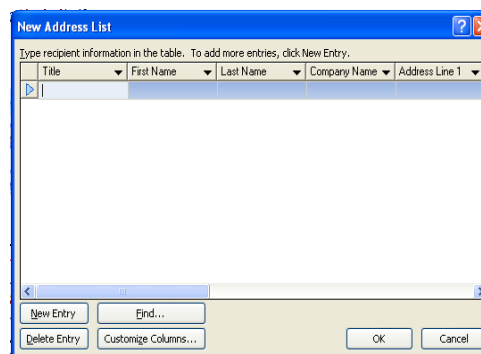 New Address List
Type recipient information in the table. To add more entries, click New Entry.
Title First Name Last Name Company Name Address Line 1
New Entry Find...
Delete Entry Customize Columns... OK Cancel